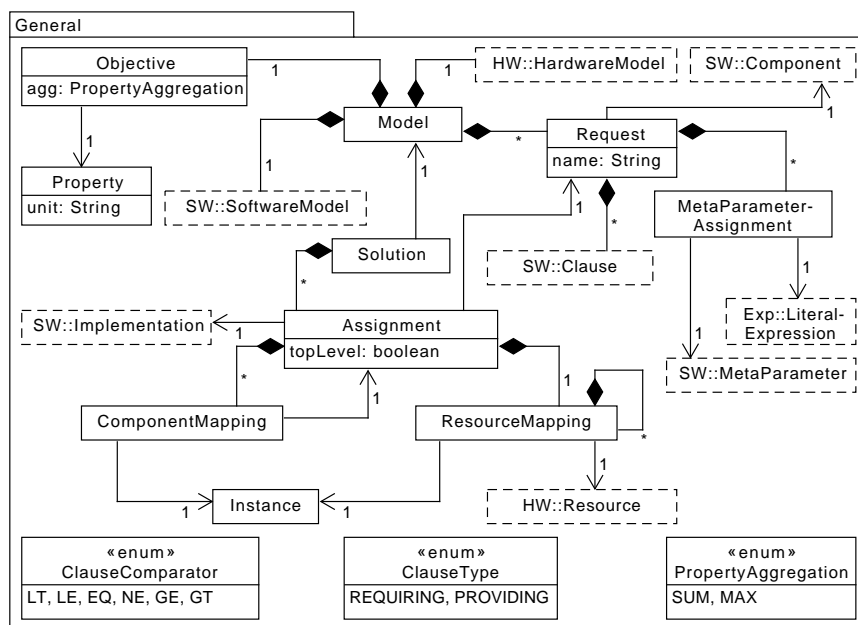 General
Objective
agg: PropertyAggregation
1
1
HW::HardwareModel
SW::Component
1
Model
*
Request
name: String
1
Property
unit: String
1
SW::SoftwareModel
1
1
*
*
MetaParameter-
Assignment
Solution
SW::Clause
*
1
Exp::Literal-
Expression
SW::Implementation
1
Assignment
topLevel: boolean
1
SW::MetaParameter
*
1
1
ComponentMapping
ResourceMapping
*
1
1
Instance
1
HW::Resource
«enum»
ClauseComparator
LT, LE, EQ, NE, GE, GT
«enum»
ClauseType
REQUIRING, PROVIDING
«enum»
PropertyAggregation
SUM, MAX